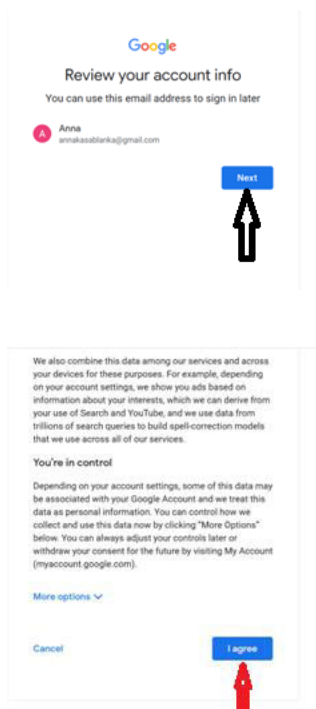 Google
Review your account info
You can use this email address to sign in later
A
Anna
annakasablanka@gmail.com
Next
We also combine this data among our services and across
your devices for these purposes. For example, depending
on your account settings, we show you ads based on
information about your interests, which we can derive from
your use of Search and YouTube, and we use data from
trillions of search queries to build spell-correction models
that we use across all of our services.
You're in control
Depending on your account settings, some of this data may
be associated with your Google Account and we treat this
data as personal information. You can control how we
collect and use this data now by clicking "More Options"
below. You can always adjust your controls later or
withdraw your consent for the future by visiting My Account
(myaccount.google.com).
More options
Cancel
I agree